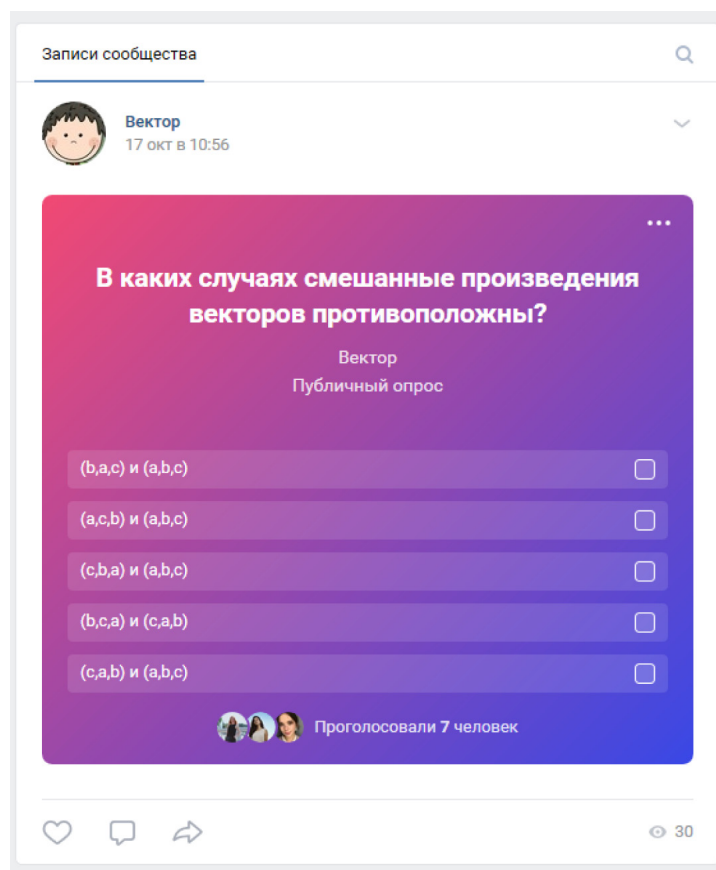 Записи сообщества
Вектор
17 окт в 10:56
В каких случаях смешанные произведения
векторов противоположны?
Вектор
Публичный опрос
(b,a,c) и (a,b,c)
(a,c,b) и (a,b,c)
(c,b,a) и (a,b,c)
(b,c,a) и (c,a,b)
(c,a,b) и (a,b,c)
Проголосовали 7 человек
30